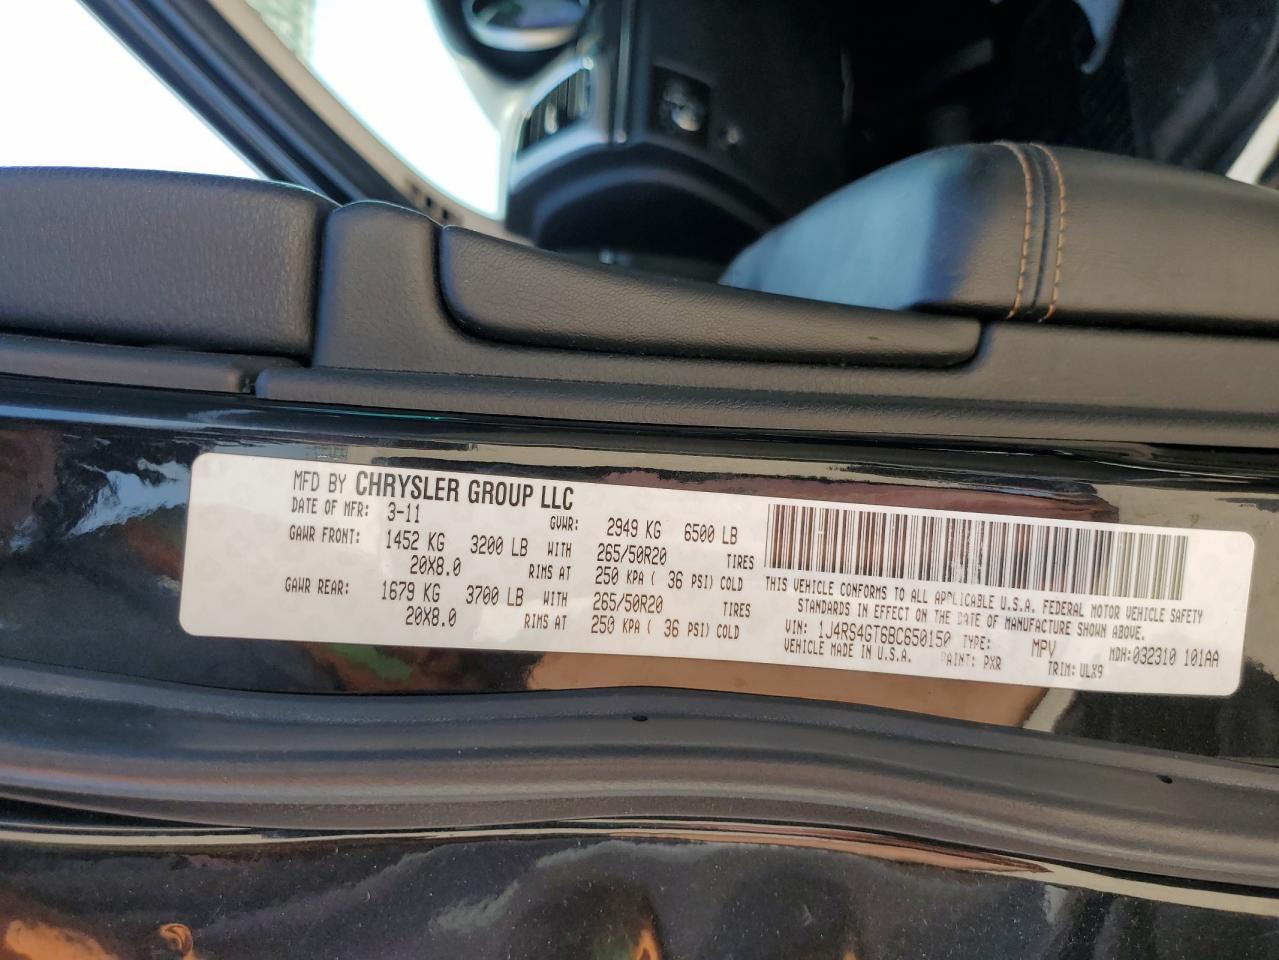 MFD BY CHRYSLER GROUP LLC
DATE OF MFR: 3-11 GVWR: 2949 KG 6500 LB
GAWR FRONT: 1452 KG 3200 LB WITH 265/50R20 TIRES
20X8.0 RIMS AT 250 KPA ( 36 PSI) COLD
GAWR REAR: 1679 KG 3700 LB WITH 265/50R20 TIRES
20X8.0 RIMS AT 250 KPA ( 36 PSI) COLD
THIS VEHICLE CONFORMS TO ALL APPLICABLE U.S.A. FEDERAL MOTOR VEHICLE SAFETY
STANDARDS IN EFFECT ON THE DATE OF MANUFACTURE SHOWN ABOVE.
VIN: 1J4RS4GT6BC650150 TYPE: MPV MDH:032310 101AA
VEHICLE MADE IN U.S.A. PAINT: PXR TRIM: ULX9